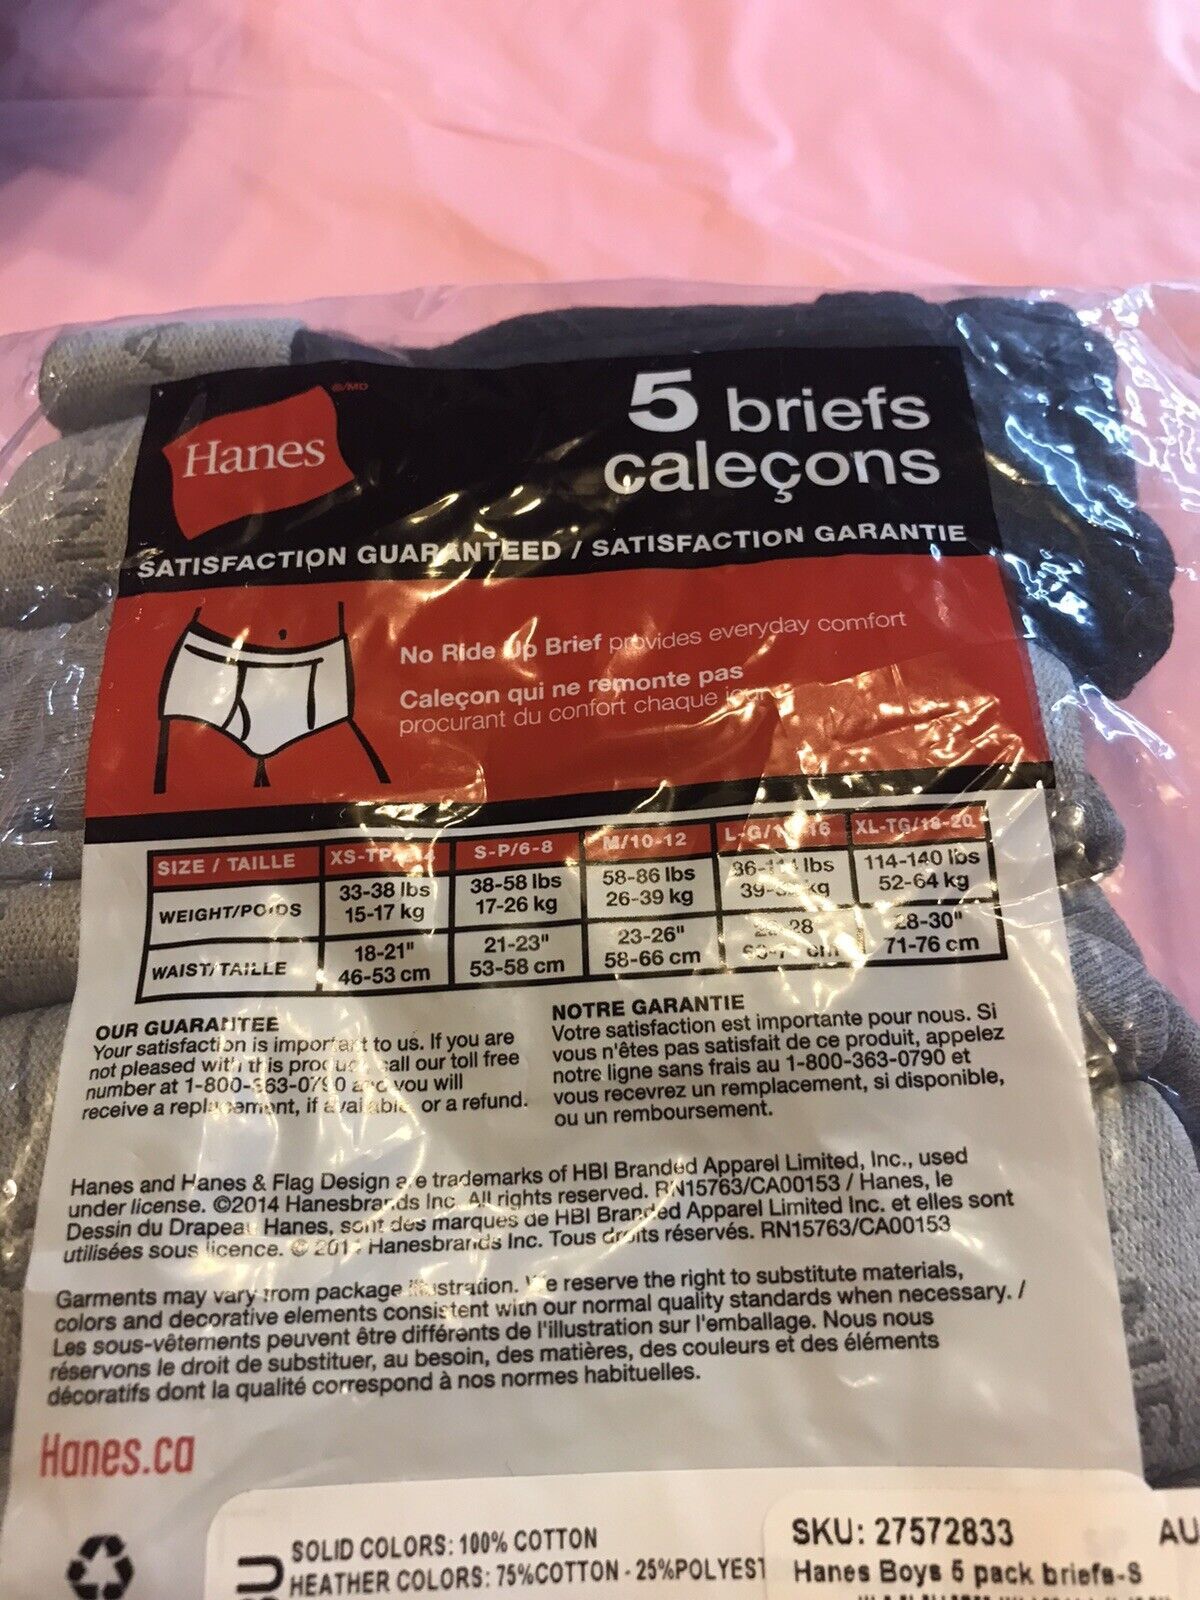 Hanes
®/MD
5 briefs
caleçons
SATISFACTION GUARANTEED / SATISFACTION GARANTIE
No Ride Up Brief provides everyday comfort
Caleçon qui ne remonte pas
procurant du confort chaque jour
SIZE / TAILLE S-P/6-8 M/10-12 XL-TG/18-20
WEIGHT/POIDS 33-38 lbs 38-58 lbs 58-86 lbs lbs 114-140 lbs
15-17 kg 17-26 kg 26-39 kg kg 52-64 kg
WAIST/TAILLE 18-21" 21-23" 23-26" 28-30"
46-53 cm 53-58 cm 58-66 cm cm 71-76 cm
OUR GUARANTEE
Your satisfaction is important to us. If you are
not pleased with this product call our toll free
number at 1-800-363-0790 and you will
receive a replacement, if available or a refund.
NOTRE GARANTIE
Votre satisfaction est importante pour nous. Si
vous n'êtes pas satisfait de ce produit, appelez
notre ligne sans frais au 1-800-363-0790 et
vous recevrez un remplacement, si disponible,
ou un remboursement.
Hanes and Hanes & Flag Design are trademarks of HBI Branded Apparel Limited, Inc., used
under license. ©2014 Hanesbrands Inc. All rights reserved. RN15763/CA00153 / Hanes, le
Dessin du Drapeau Hanes, sont des marques de HBI Branded Apparel Limited Inc. et elles sont
utilisées sous licence. © Hanesbrands Inc. Tous droits réservés. RN15763/CA00153
Garments may vary from package illustration. We reserve the right to substitute materials,
colors and decorative elements consistent with our normal quality standards when necessary. /
Les sous-vêtements peuvent être différents de l'illustration sur l'emballage. Nous nous
réservons le droit de substituer, au besoin, des matières, des couleurs et des éléments
décoratifs dont la qualité correspond à nos normes habituelles.
Hanes.ca
SOLID COLORS: 100% COTTON
HEATHER COLORS: 75%COTTON - 25%POLYEST
SKU: 27572833 AU
Hanes Boys 5 pack briefs-S